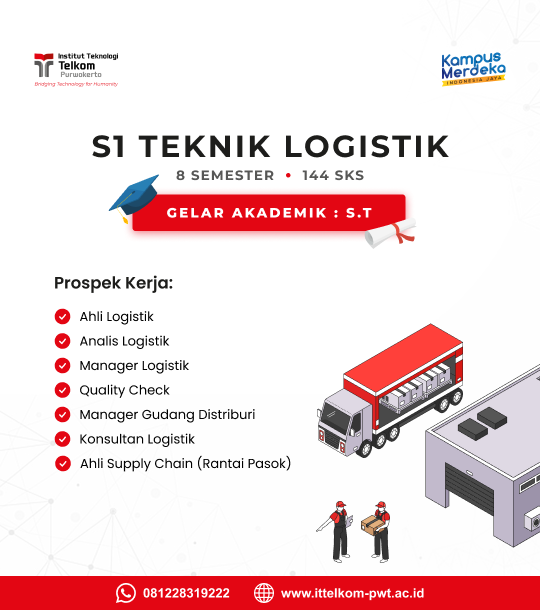 Institut Teknologi
Telkom
Purwokerto
Bridging Technology for Humanity
Kampus
Merdeka
INDONESIA JAYA
S1 TEKNIK LOGISTIK
8 SEMESTER • 144 SKS
GELAR AKADEMIK : S.T
Prospek Kerja:
Ahli Logistik
Analis Logistik
Manager Logistik
Quality Check
Manager Gudang Distriburi
Konsultan Logistik
Ahli Supply Chain (Rantai Pasok)
081228319222
www.ittelkom-pwt.ac.id